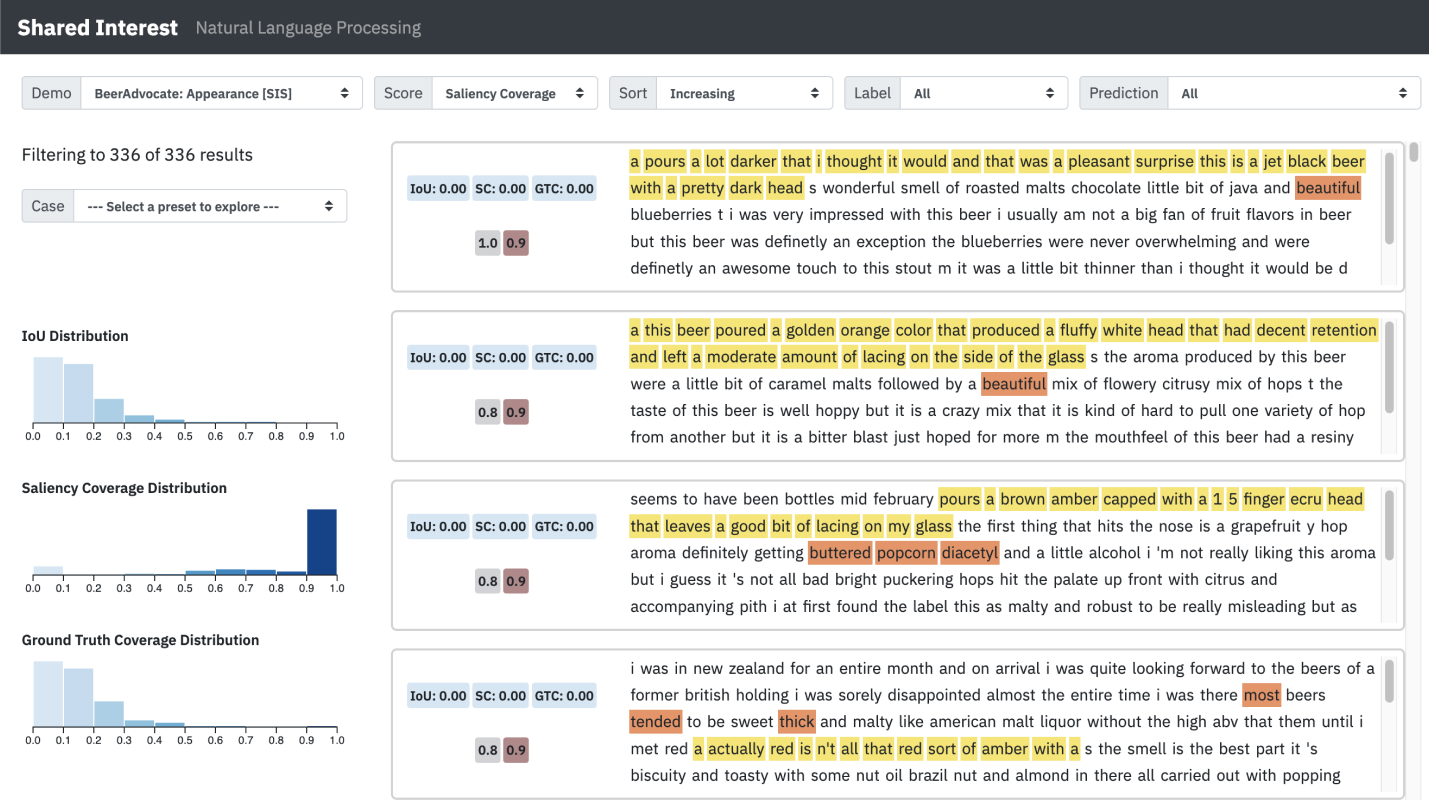 Shared Interest Natural Language Processing
Demo BeerAdvocate: Appearance [SIS] Score Saliency Coverage Sort Increasing Label All Prediction All
Filtering to 336 of 336 results
Case --- Select a preset to explore ---
IoU Distribution
0.0 0.1 0.2 0.3 0.4 0.5 0.6 0.7 0.8 0.9 1.0
Saliency Coverage Distribution
0.0 0.1 0.2 0.3 0.4 0.5 0.6 0.7 0.8 0.9 1.0
Ground Truth Coverage Distribution
0.0 0.1 0.2 0.3 0.4 0.5 0.6 0.7 0.8 0.9 1.0
IoU: 0.00 SC: 0.00 GTC: 0.00
1.0 0.9
a pours a lot darker that i thought it would and that was a pleasant surprise this is a jet black beer
with a pretty dark head s wonderful smell of roasted malts chocolate little bit of java and beautiful
blueberries t i was very impressed with this beer i usually am not a big fan of fruit flavors in beer
but this beer was definetly an exception the blueberries were never overwhelming and were
definetly an awesome touch to this stout m it was a little bit thinner than i thought it would be d
IoU: 0.00 SC: 0.00 GTC: 0.00
0.8 0.9
a this beer poured a golden orange color that produced a fluffy white head that had decent retention
and left a moderate amount of lacing on the side of the glass s the aroma produced by this beer
were a little bit of caramel malts followed by a beautiful mix of flowery citrusy mix of hops t the
taste of this beer is well hoppy but it is a crazy mix that it is kind of hard to pull one variety of hop
from another but it is a bitter blast just hoped for more m the mouthfeel of this beer had a resiny
IoU: 0.00 SC: 0.00 GTC: 0.00
0.8 0.9
seems to have been bottles mid february pours a brown amber capped with a 1 5 finger ecru head
that leaves a good bit of lacing on my glass the first thing that hits the nose is a grapefruit y hop
aroma definitely getting buttered popcorn diacetyl and a little alcohol i 'm not really liking this aroma
but i guess it 's not all bad bright puckering hops hit the palate up front with citrus and
accompanying pith i at first found the label this as malty and robust to be really misleading but as
IoU: 0.00 SC: 0.00 GTC: 0.00
0.8 0.9
i was in new zealand for an entire month and on arrival i was quite looking forward to the beers of a
former british holding i was sorely disappointed almost the entire time i was there most beers
tended to be sweet thick and malty like american malt liquor without the high abv that them until i
met red a actually red is n't all that red sort of amber with a s the smell is the best part it 's
biscuity and toasty with some nut oil brazil nut and almond in there all carried out with popping